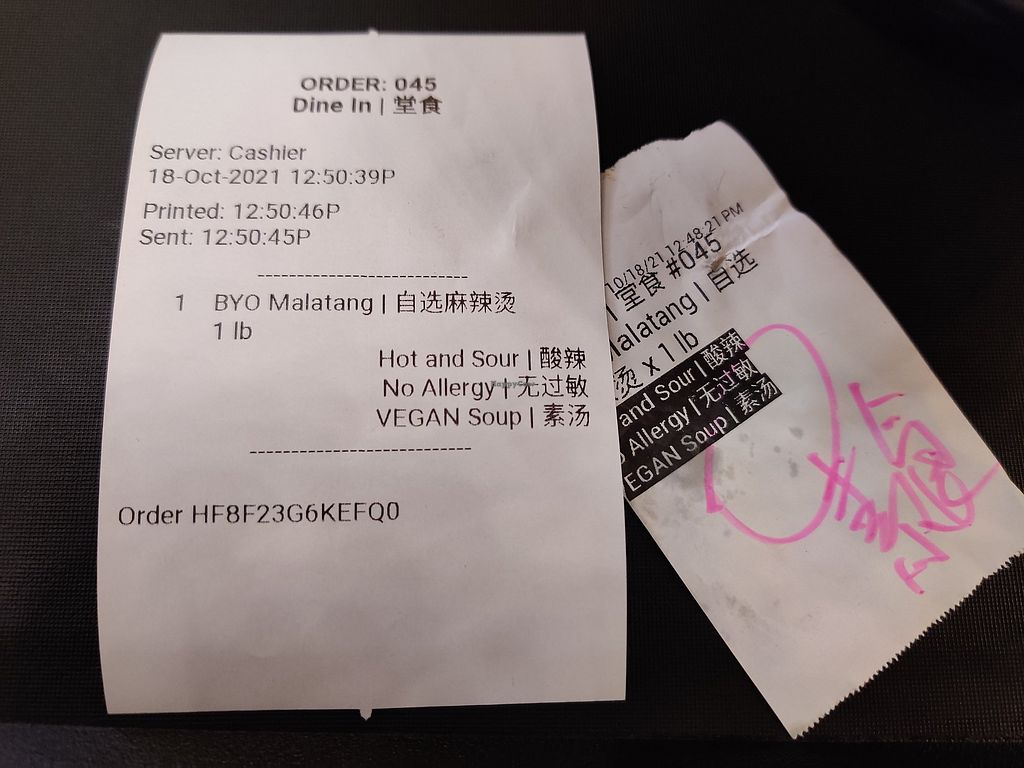 ORDER: 045
Dine In | 堂食
Server: Cashier
18-Oct-2021 12:50:39P
Printed: 12:50:46P
Sent: 12:50:45P
-------------------------
1 BYO Malatang | 自选麻辣烫
1 lb
Hot and Sour | 酸辣
No Allergy | 无过敏
VEGAN Soup | 素汤
--------------------------
Order HF8F23G6KEFQ0
10/18/21 12:48:21 PM
| 堂食 #045
alatang | 自选
烫 x 1 lb
and Sour | 酸辣
Allergy | 无过敏
EGAN Soup | 素汤